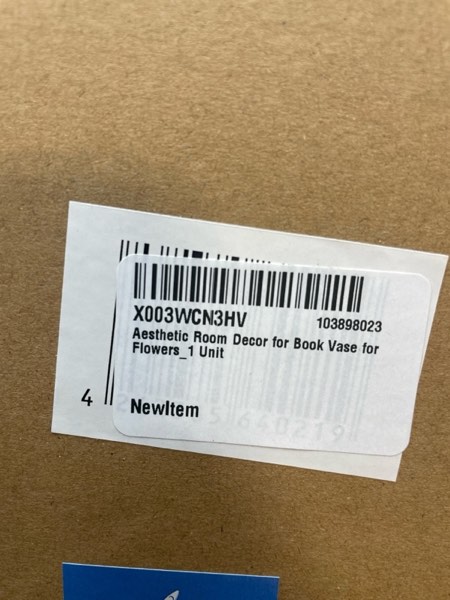 X003WCN3HV 103898023
Aesthetic Room Decor for Book Vase for
Flowers_1 Unit
NewItem
4